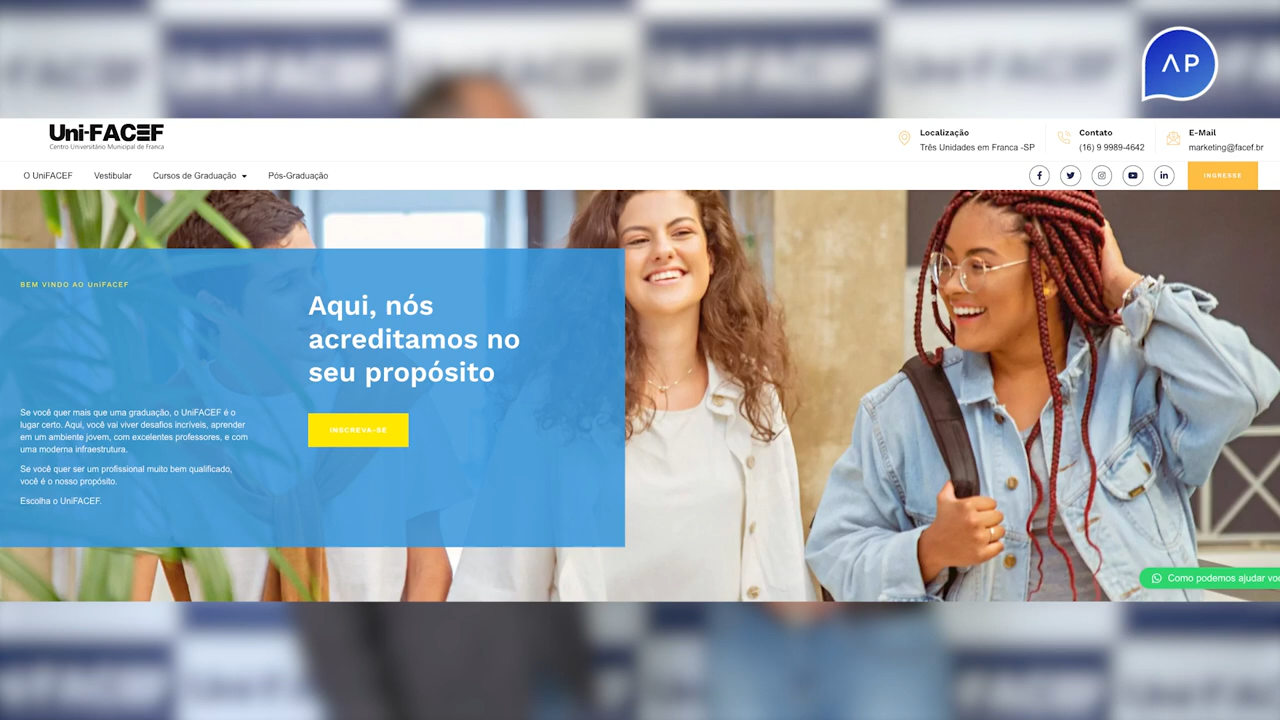 AP
Uni-FACEF
Centro Universitário Municipal de Franca
Localização
Três Unidades em Franca -SP
Contato
(16) 9 9989-4642
E-Mail
marketing@facef.br
O UniFACEF
Vestibular
Cursos de Graduação
Pós-Graduação
INGRESSE
BEM VINDO AO UniFACEF
Aqui, nós
acreditamos no
seu propósito
INSCREVA-SE
Se você quer mais que uma graduação, o UniFACEF é o
lugar certo. Aqui, você vai viver desafios incríveis, aprender
em um ambiente jovem, com excelentes professores, e com
uma moderna infraestrutura.
Se você quer ser um profissional muito bem qualificado,
você é o nosso propósito.
Escolha o UniFACEF.
Como podemos ajudar voc